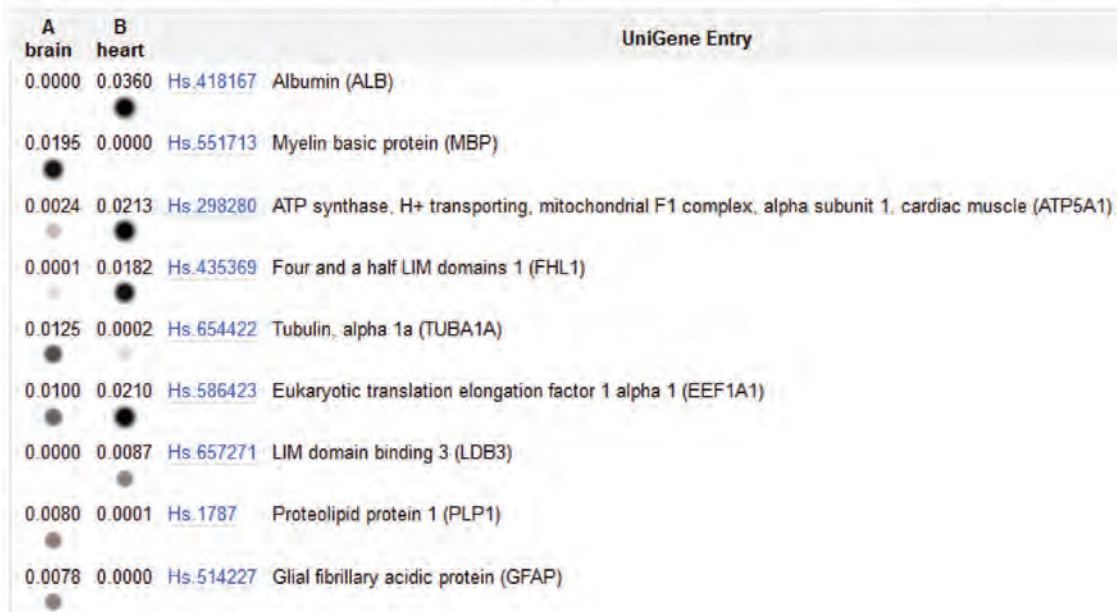 A B
brain heart UniGene Entry
0.0000 0.0360 Hs.418167 Albumin (ALB)
0.0195 0.0000 Hs.551713 Myelin basic protein (MBP)
0.0024 0.0213 Hs.298280 ATP synthase, H+ transporting, mitochondrial F1 complex, alpha subunit 1, cardiac muscle (ATP5A1)
0.0001 0.0182 Hs.435369 Four and a half LIM domains 1 (FHL1)
0.0125 0.0002 Hs.654422 Tubulin, alpha 1a (TUBA1A)
0.0100 0.0210 Hs.586423 Eukaryotic translation elongation factor 1 alpha 1 (EEF1A1)
0.0000 0.0087 Hs.657271 LIM domain binding 3 (LDB3)
0.0080 0.0001 Hs.1787 Proteolipid protein 1 (PLP1)
0.0078 0.0000 Hs.514227 Glial fibrillary acidic protein (GFAP)